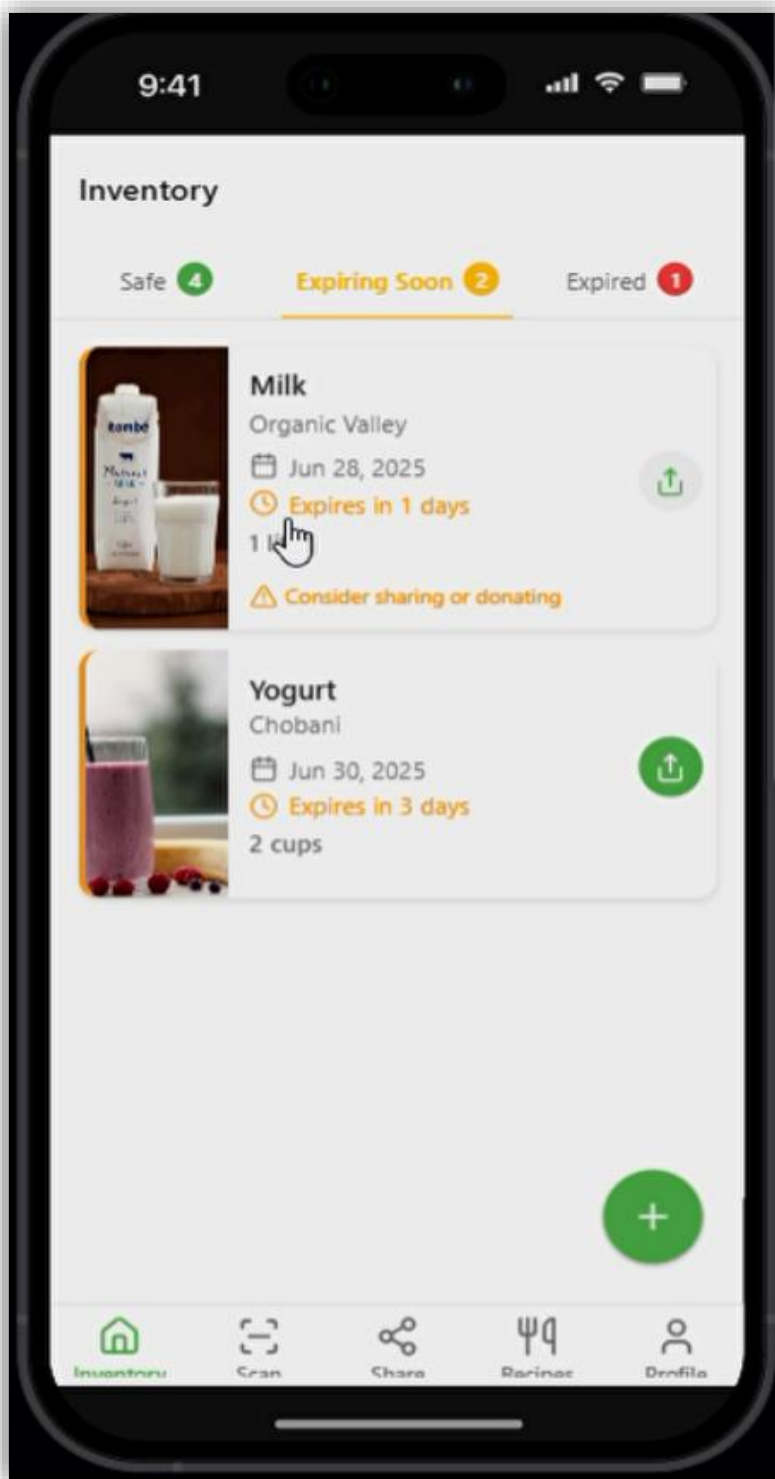 9:41
Inventory
Safe 4
Expiring Soon 2
Expired 1
Milk
Organic Valley
Jun 28, 2025
Expires in 1 days
1
Consider sharing or donating
Yogurt
Chobani
Jun 30, 2025
Expires in 3 days
2 cups
+
Inventory
Scan
Share
Recipes
Profile